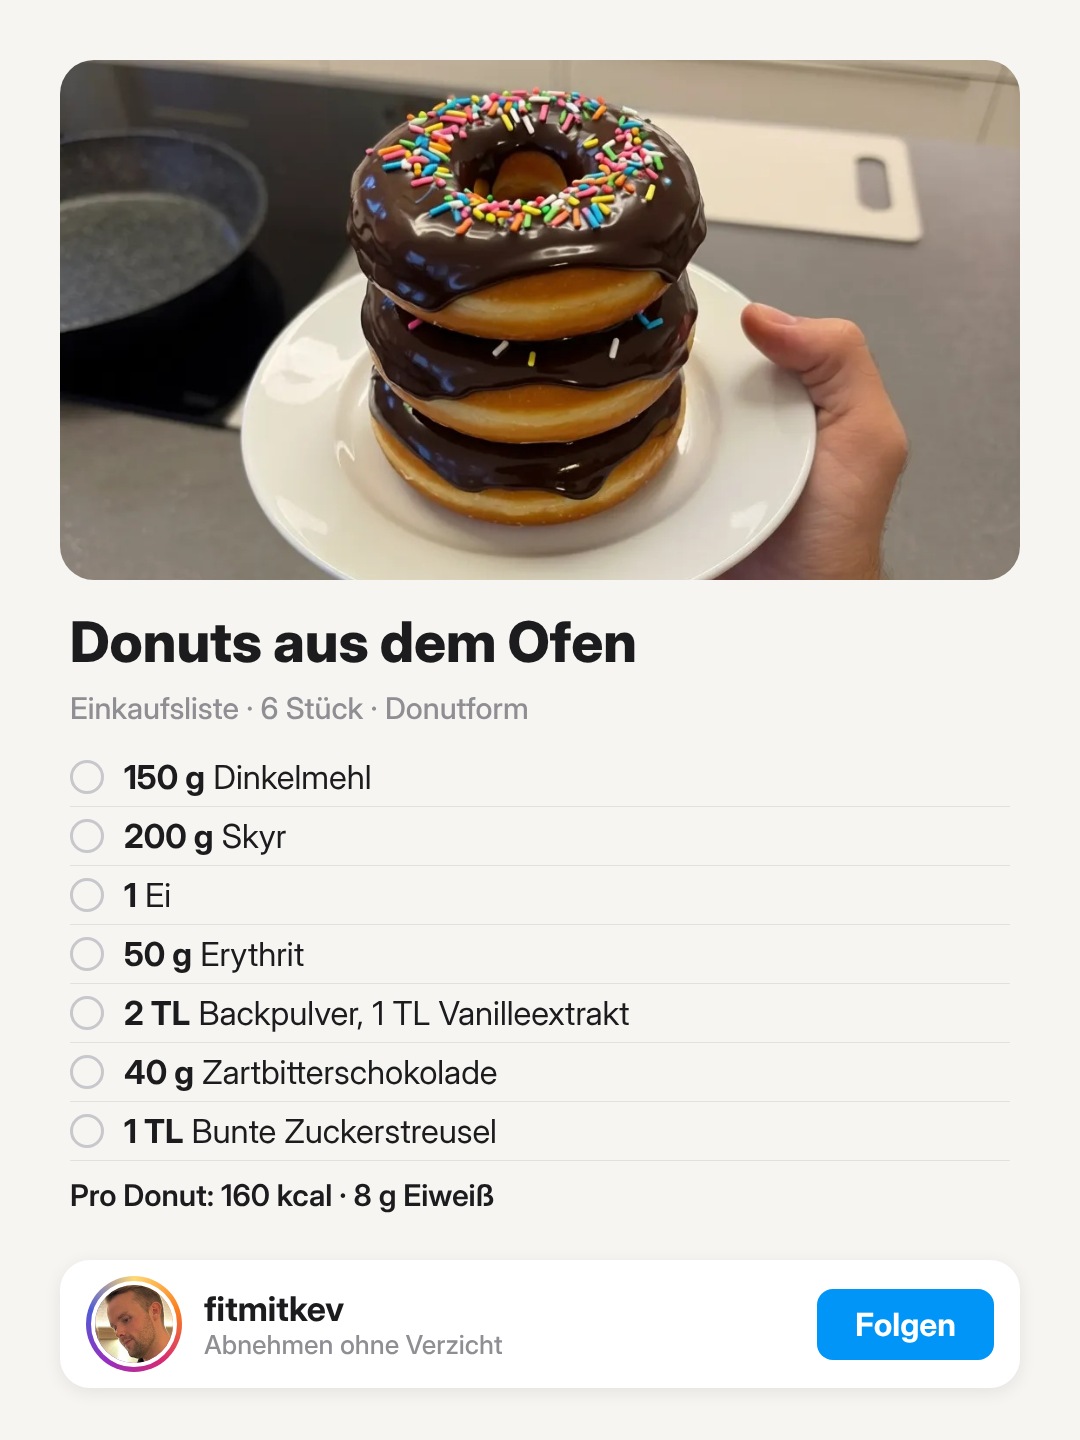 Donuts aus dem Ofen
Einkaufsliste · 6 Stück · Donutform
150 g Dinkelmehl
200 g Skyr
1 Ei
50 g Erythrit
2 TL Backpulver, 1 TL Vanilleextrakt
40 g Zartbitterschokolade
1 TL Bunte Zuckerstreusel
Pro Donut: 160 kcal · 8 g Eiweiß
fitmitkev
Abnehmen ohne Verzicht
Folgen